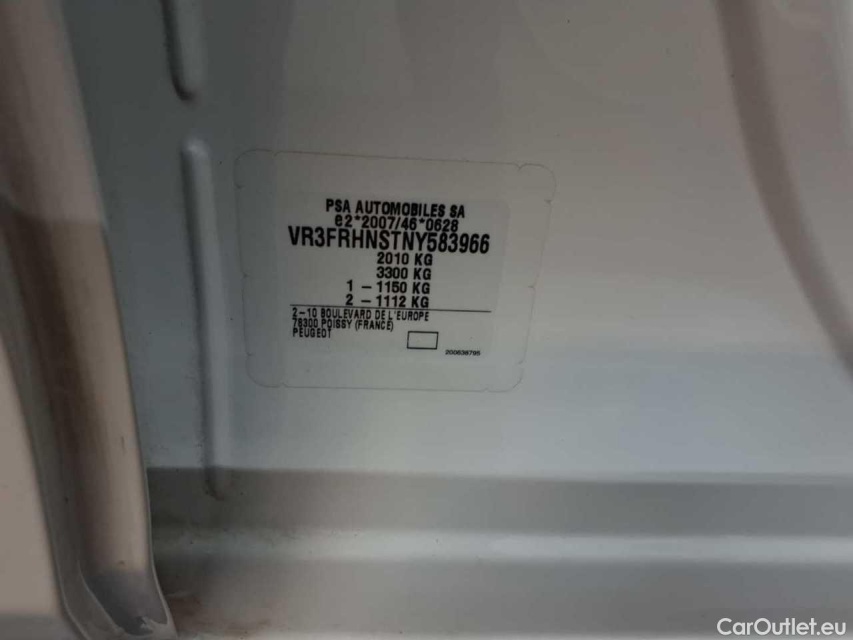 PSA AUTOMOBILES SA
e2*2007/46*0628
VR3FRHNSTNY583966
2010 KG
3300 KG
1 - 1150 KG
2 - 1112 KG
2-10 BOULEVARD DE L'EUROPE
78300 POISSY (FRANCE)
PEUGEOT
200638795
CarOutlet.eu